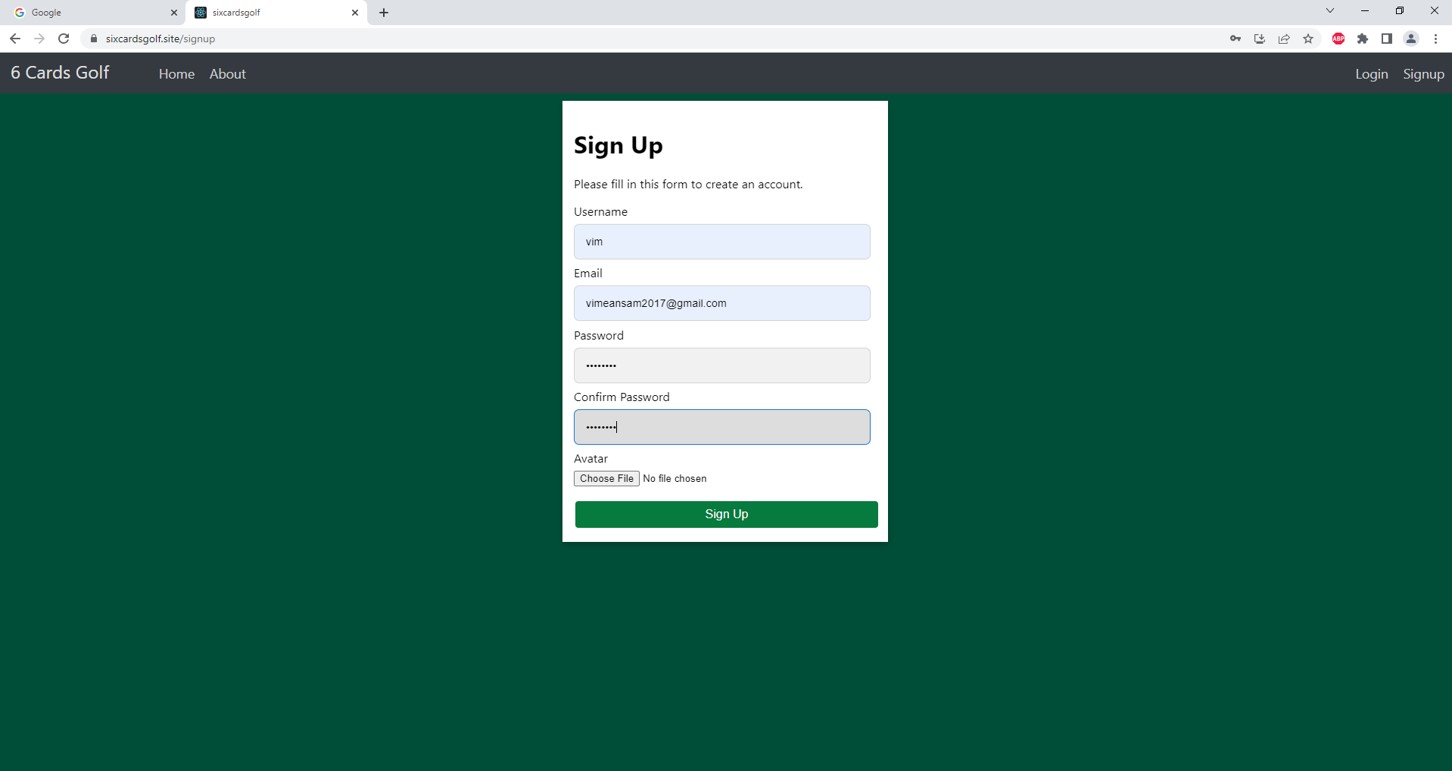 Google
sixcardsgolf
sixcardsgolf.site/signup
ABP
6 Cards Golf Home About Login Signup
Sign Up
Please fill in this form to create an account.
Username
vim
Email
vimeansam2017@gmail.com
Password
••••••••
Confirm Password
••••••••
Avatar
Choose File No file chosen
Sign Up